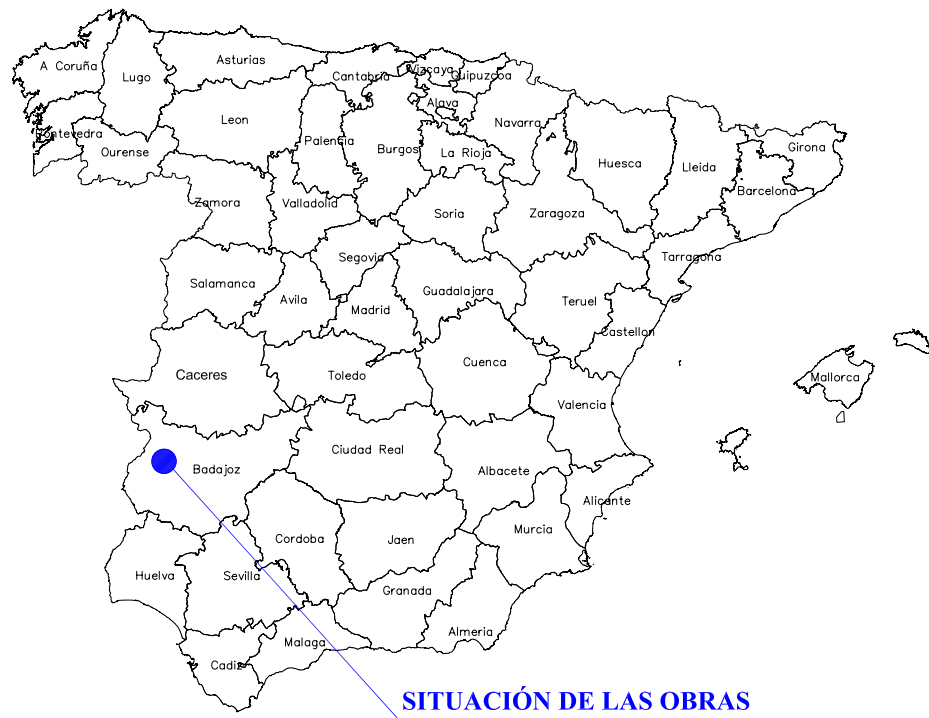 Asturias
A Coruña
Lugo
Cantabria
Vizcaya
Guipuzcoa
Alava
Navarra
Leon
Pontevedra
Ourense
Palencia
Burgos
La Rioja
Huesca
Lleida
Girona
Barcelona
Zamora
Valladolid
Soria
Zaragoza
Segovia
Tarragona
Salamanca
Avila
Madrid
Guadalajara
Teruel
Castellon
Caceres
Toledo
Cuenca
Mallorca
Valencia
Badajoz
Ciudad Real
Albacete
Alicante
Cordoba
Jaen
Murcia
Huelva
Sevilla
Granada
Almeria
Malaga
Cadiz
SITUACIÓN DE LAS OBRAS